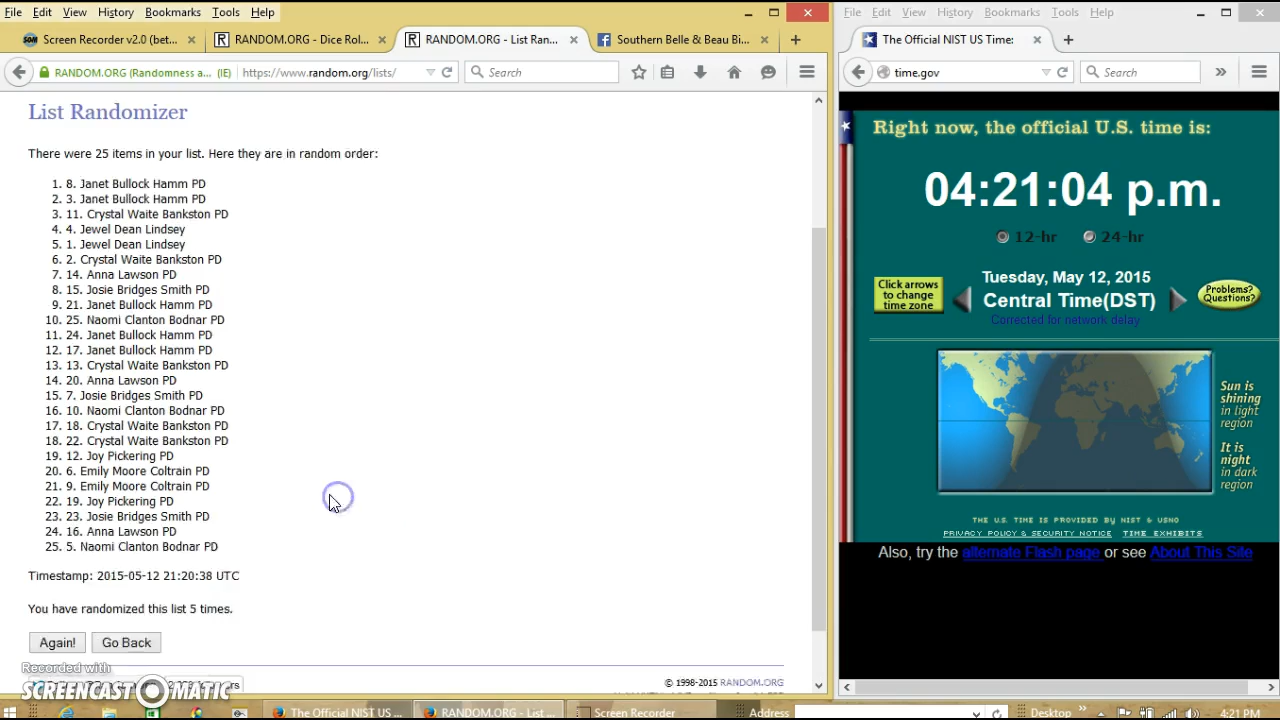 File Edit View History Bookmarks Tools Help
Screen Recorder v2.0 (bet...
RANDOM.ORG - Dice Rol...
RANDOM.ORG - List Ran...
Southern Belle & Beau Bi...
RANDOM.ORG (Randomness a... (IE) https://www.random.org/lists/ Search
List Randomizer
There were 25 items in your list. Here they are in random order:
1. 8. Janet Bullock Hamm PD
2. 3. Janet Bullock Hamm PD
3. 11. Crystal Waite Bankston PD
4. 4. Jewel Dean Lindsey
5. 1. Jewel Dean Lindsey
6. 2. Crystal Waite Bankston PD
7. 14. Anna Lawson PD
8. 15. Josie Bridges Smith PD
9. 21. Janet Bullock Hamm PD
10. 25. Naomi Clanton Bodnar PD
11. 24. Janet Bullock Hamm PD
12. 17. Janet Bullock Hamm PD
13. 13. Crystal Waite Bankston PD
14. 20. Anna Lawson PD
15. 7. Josie Bridges Smith PD
16. 10. Naomi Clanton Bodnar PD
17. 18. Crystal Waite Bankston PD
18. 22. Crystal Waite Bankston PD
19. 12. Joy Pickering PD
20. 6. Emily Moore Coltrain PD
21. 9. Emily Moore Coltrain PD
22. 19. Joy Pickering PD
23. 23. Josie Bridges Smith PD
24. 16. Anna Lawson PD
25. 5. Naomi Clanton Bodnar PD
Timestamp: 2015-05-12 21:20:38 UTC
You have randomized this list 5 times.
Again! Go Back
© 1998-2015 RANDOM.ORG
Recorded with
SCREENCAST MATIC
File Edit View History Bookmarks Tools Help
The Official NIST US Time:
time.gov Search
Right now, the official U.S. time is:
04:21:04 p.m.
12-hr 24-hr
Click arrows
to change
time zone
Tuesday, May 12, 2015
Central Time(DST)
Corrected for network delay
Problems?
Questions?
Sun is
shining
in light
region
It is
night
in dark
region
THE U.S. TIME IS PROVIDED BY NIST & USNO
PRIVACY POLICY & SECURITY NOTICE TIME EXHIBITS
Also, try the alternate Flash page or see About This Site
The Official NIST US ...
RANDOM.ORG - List ...
Screen Recorder
Address
Desktop
4:21 PM